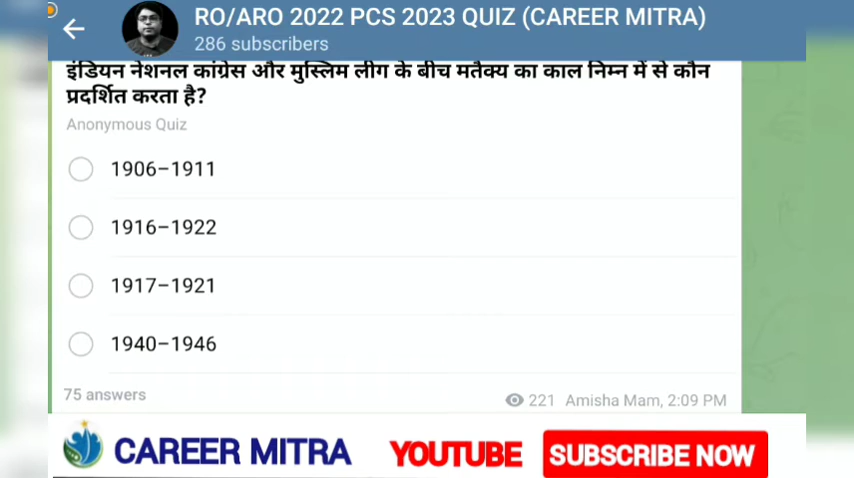 RO/ARO 2022 PCS 2023 QUIZ (CAREER MITRA)
286 subscribers
इंडियन नेशनल कांग्रेस और मुस्लिम लीग के बीच मतैक्य का काल निम्न में से कौन
प्रदर्शित करता है?
Anonymous Quiz
1906–1911
1916–1922
1917–1921
1940–1946
75 answers
221 Amisha Mam, 2:09 PM
CAREER MITRA YOUTUBE SUBSCRIBE NOW